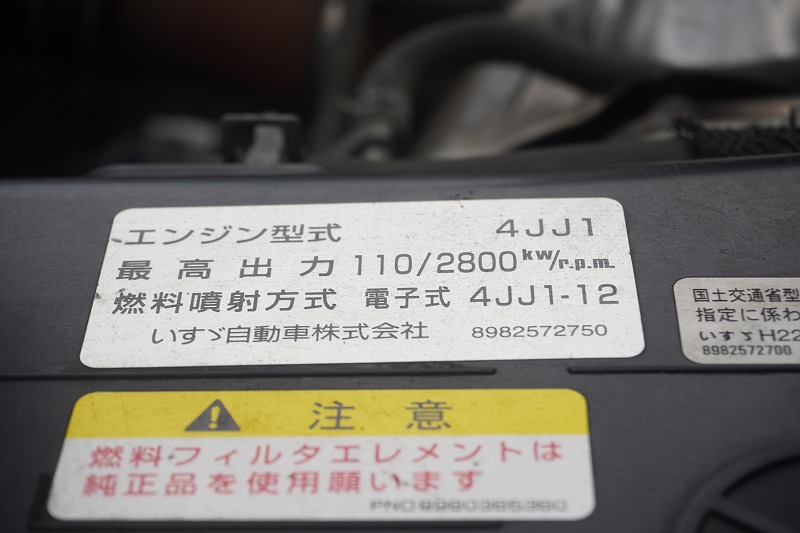 エンジン型式 4JJ1
最高出力 110/2800kW/r.p.m.
燃料噴射方式 電子式 4JJ1-12
いすゞ自動車株式会社 8982572750
国土交通省型
指定に係わ
いすゞH22
8982572700
注意
燃料フィルタエレメントは
純正品を使用願います